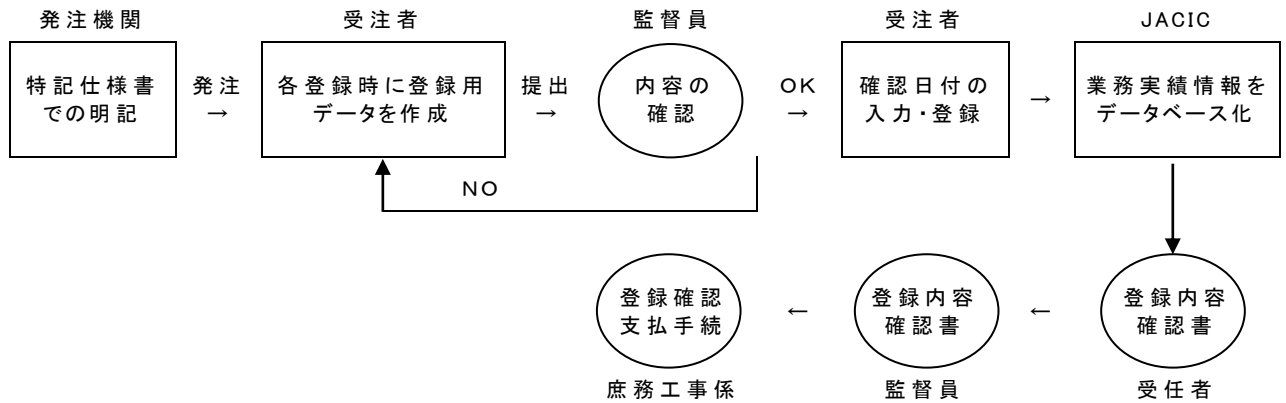 発注機関
受注者
監督員
受注者
JACIC
特記仕様書
での明記
発注
→
各登録時に登録用
データを作成
提出
→
内容の
確認
OK
→
確認日付の
入力・登録
→
業務実績情報を
データベース化
NO
登録確認
支払手続
←
登録内容
確認書
←
登録内容
確認書
庶務工事係
監督員
受任者